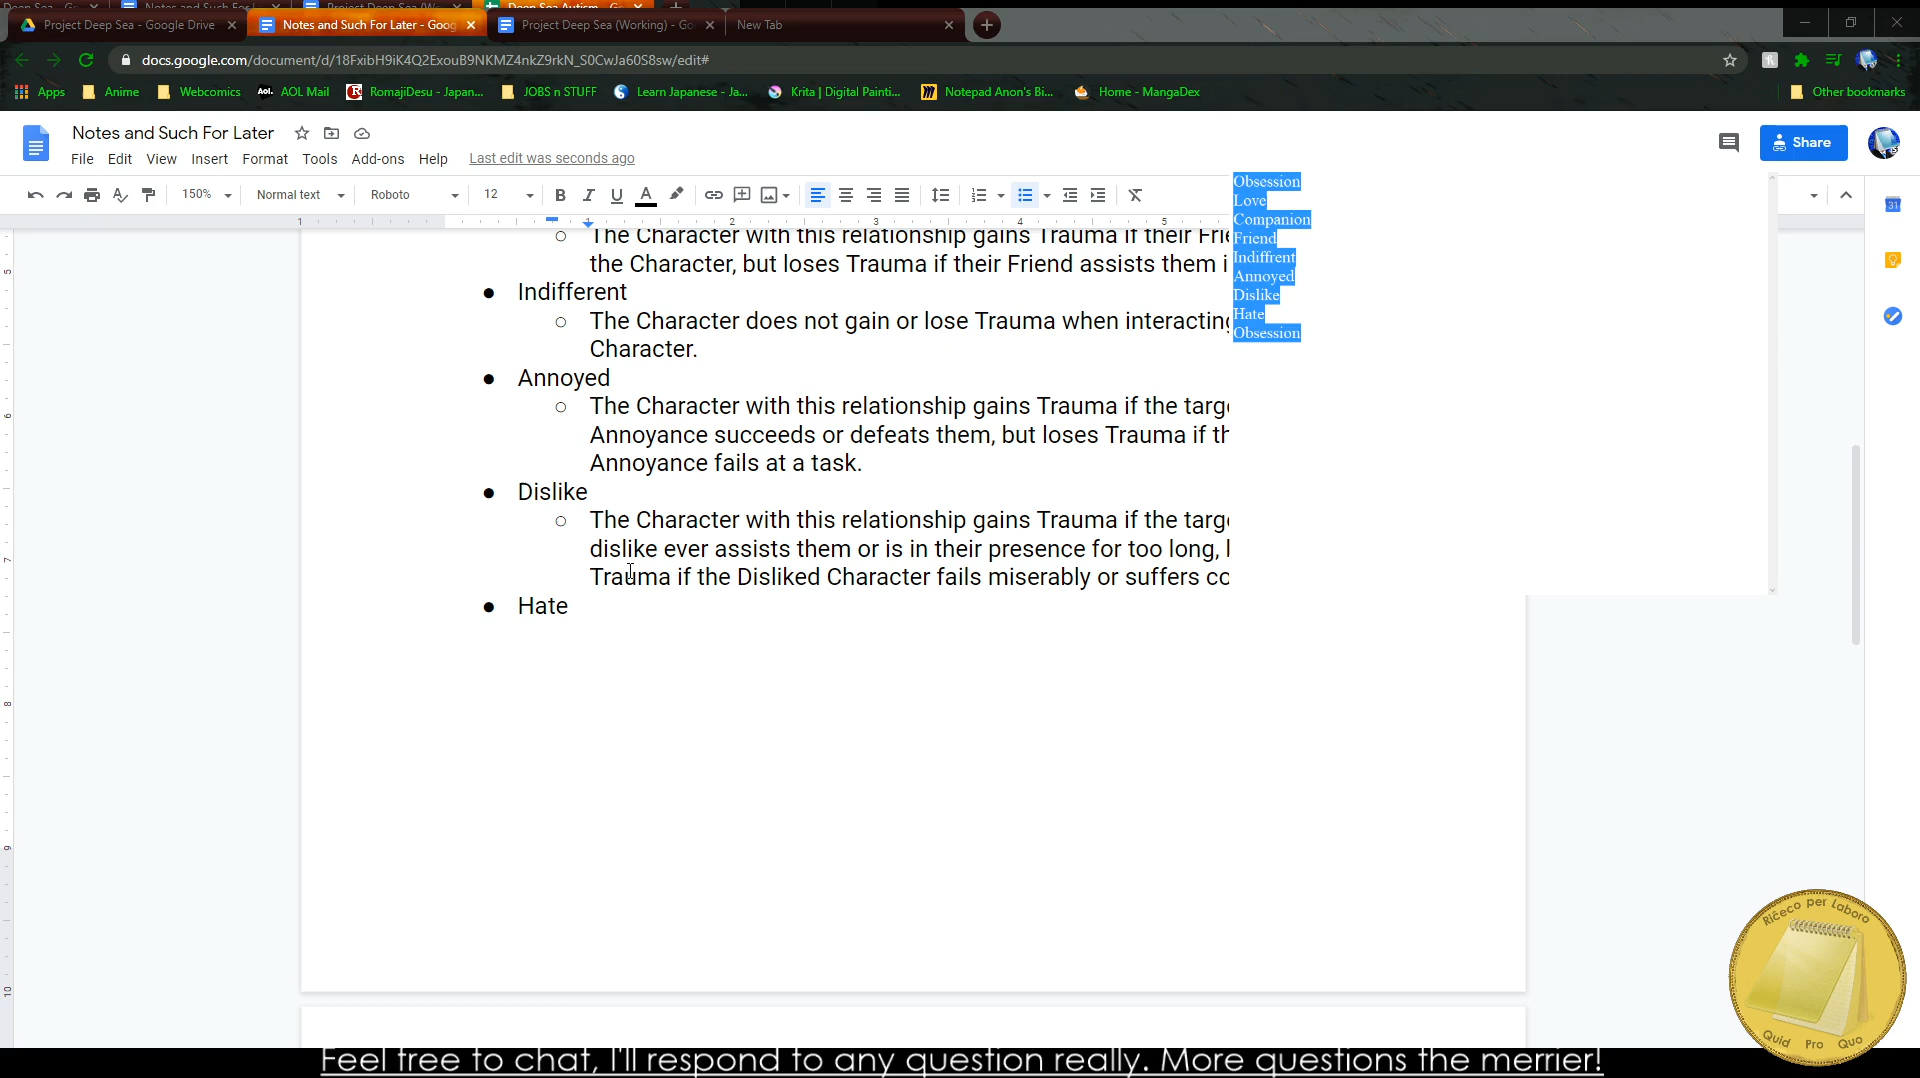 Project Deep Sea - Google Drive
Notes and Such For Later - Goog
Project Deep Sea (Working) - Go
New Tab
docs.google.com/document/d/18FxibH9iK4Q2ExouB9NKMZ4nkZ9rkN_S0CwJa60S8sw/edit#
Apps
Anime
Webcomics
Aol.
AOL Mail
RomajiDesu - Japan...
JOBS n STUFF
Learn Japanese - Ja...
Krita | Digital Painti...
Notepad Anon's Bi...
Home - MangaDex
Other bookmarks
Notes and Such For Later
File Edit View Insert Format Tools Add-ons Help
Last edit was seconds ago
Share
150%
Normal text
Roboto
12
Obsession
Love
Companion
Friend
Indiffrent
Annoyed
Dislike
Hate
Obsession
The Character with this relationship gains Trauma if their Frie
the Character, but loses Trauma if their Friend assists them i
● Indifferent
○ The Character does not gain or lose Trauma when interacting
Character.
● Annoyed
○ The Character with this relationship gains Trauma if the targe
Annoyance succeeds or defeats them, but loses Trauma if th
Annoyance fails at a task.
● Dislike
○ The Character with this relationship gains Trauma if the targe
dislike ever assists them or is in their presence for too long,
Trauma if the Disliked Character fails miserably or suffers co
● Hate
Riĉeco per Laboro
Quid Pro Quo
Feel free to chat, I'll respond to any question really. More questions the merrier!